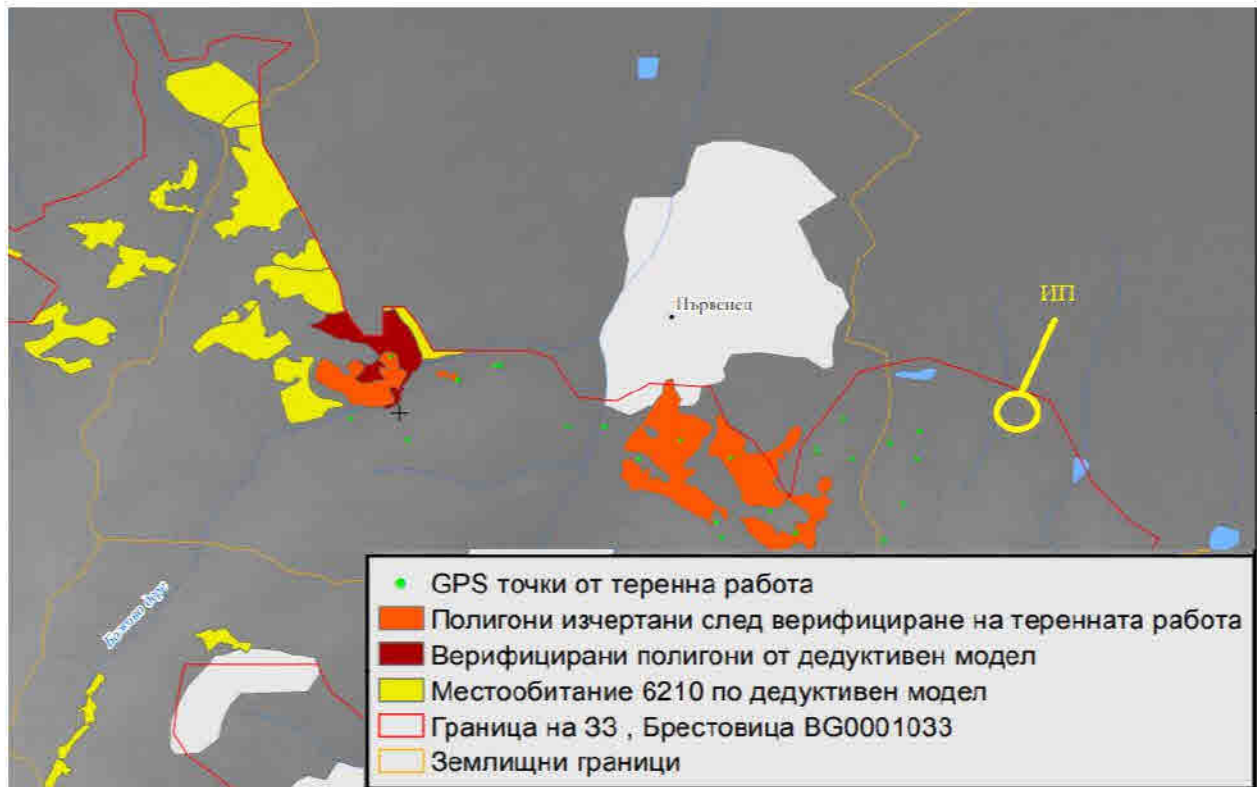 ИП
Първенец
GPS точки от теренна работа
Полигони изчертани след верифициране на теренната работа
Верифицирани полигони от дедуктивен модел
Местообитание 6210 по дедуктивен модел
Граница на ЗЗ , Брестовица BG0001033
Землищни граници